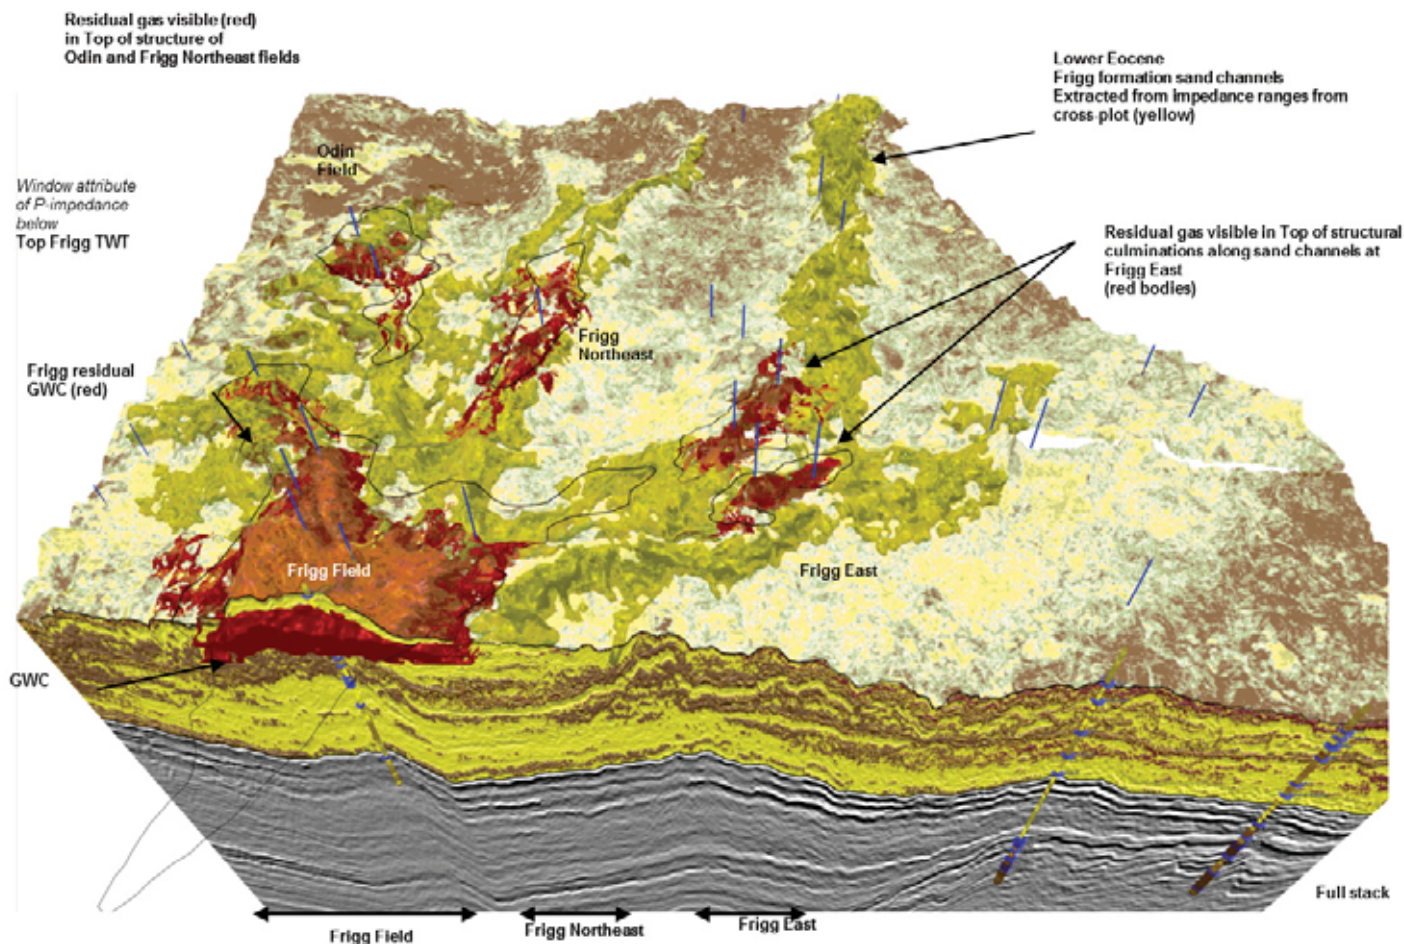 Residual gas visible (red)
in Top of structure of
Odin and Frigg Northeast fields
Lower Eocene
Frigg formation sand channels
Extracted from impedance ranges from
cross-plot (yellow)
Odin
Field
Window attribute
of P-impedance
below
Top Frigg TWT
Residual gas visible in Top of structural
culminations along sand channels at
Frigg East
(red bodies)
Frigg
Northeast
Frigg residual
GWC (red)
Frigg Field
Frigg East
GWC
Full stack
Frigg Field
Frigg Northeast
Frigg East